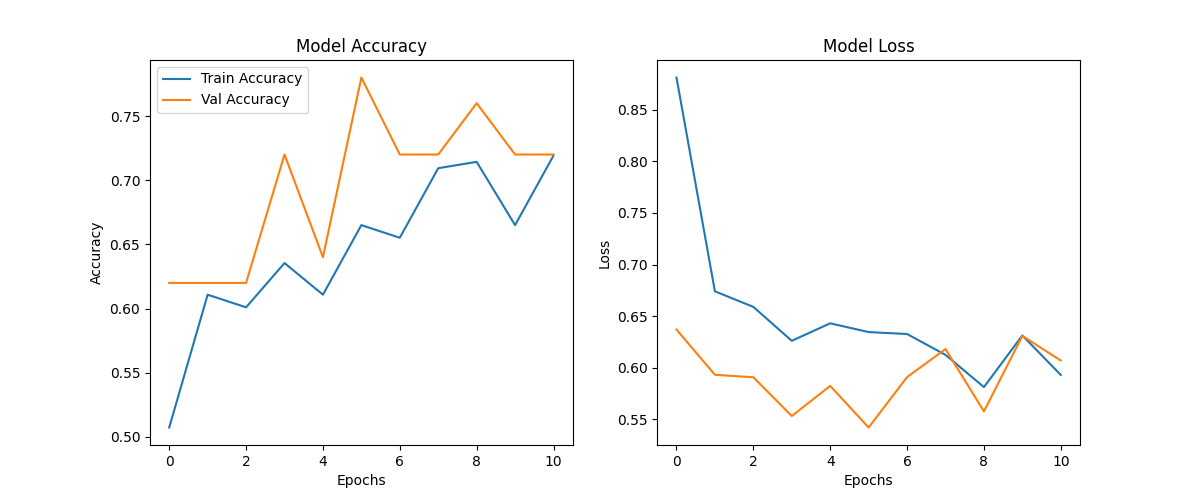 Model Accuracy
Train Accuracy
Val Accuracy
0.75
0.70
0.65
0.60
0.55
0.50
Accuracy
0 2 4 6 8 10
Epochs
Model Loss
0.85
0.80
0.75
0.70
0.65
0.60
0.55
Loss
0 2 4 6 8 10
Epochs